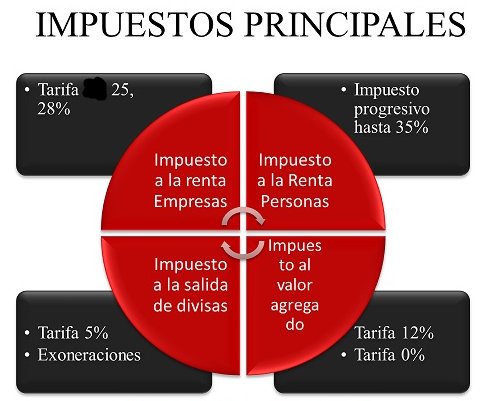 IMPUESTOS PRINCIPALES
• Tarifa 25,
28%
• Impuesto
progresivo
hasta 35%
Impuesto
a la renta
Empresas
Impuesto
a la Renta
Personas
Impuesto
a la salida
de divisas
Impues
to al
valor
agrega
do
• Tarifa 5%
• Exoneraciones
Tarifa 12%
• Tarifa 0%